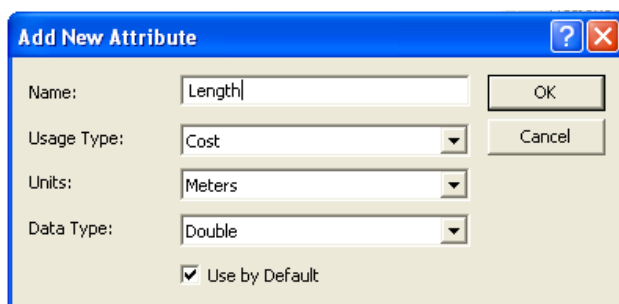 Add New Attribute
Name: Length OK
Usage Type: Cost Cancel
Units: Meters
Data Type: Double
Use by Default